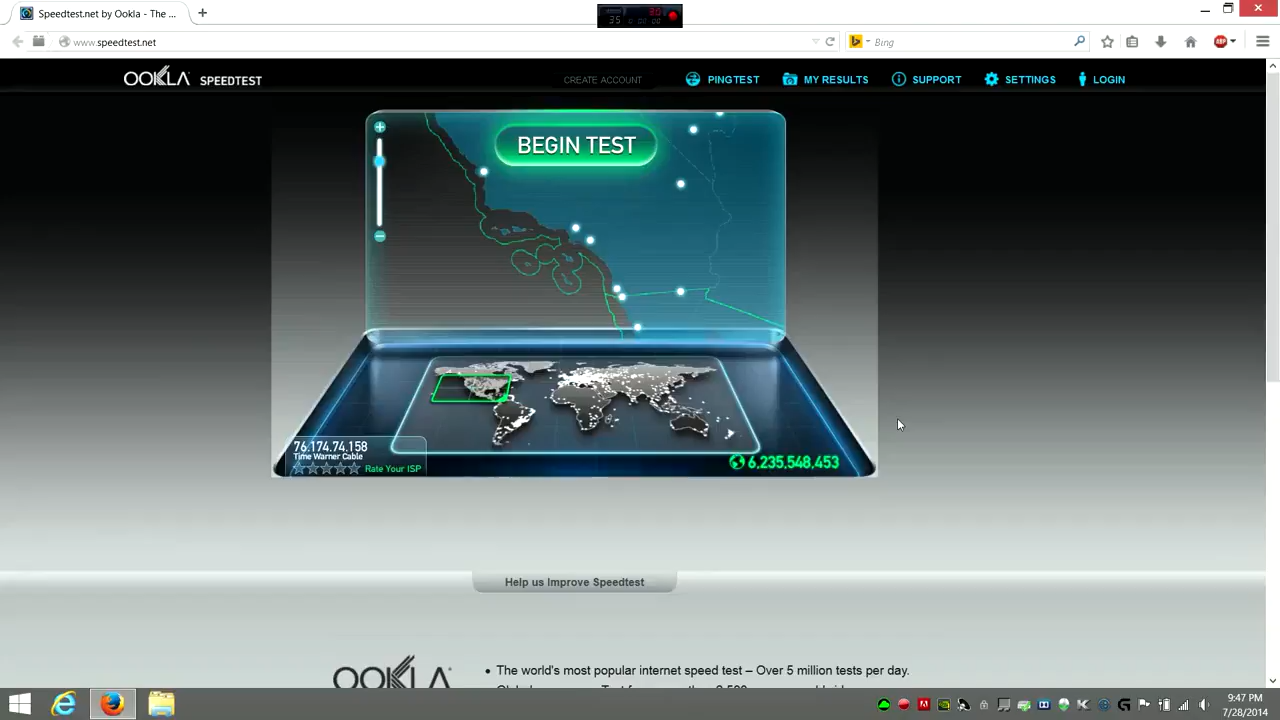 Speedtest.net by Ookla - The ...
www.speedtest.net
Bing
ABP
OOKLA SPEEDTEST
CREATE ACCOUNT
PINGTEST
MY RESULTS
SUPPORT
SETTINGS
LOGIN
BEGIN TEST
76.174.74.158
Time Warner Cable
Rate Your ISP
6,235,548,453
Help us Improve Speedtest
OOKLA
• The world's most popular internet speed test – Over 5 million tests per day.
9:47 PM
7/28/2014